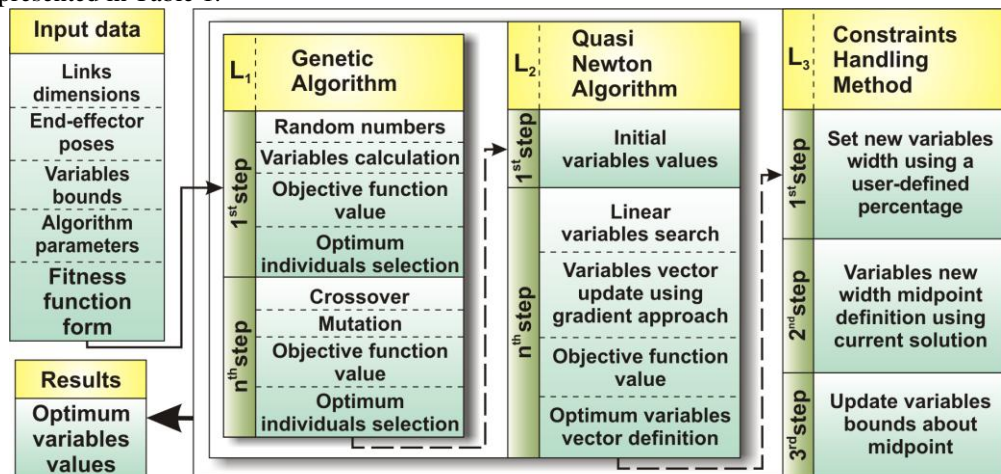 presented in Table 1.
Input data
Links
dimensions
End-effector
poses
Variables
bounds
Algorithm
parameters
Fitness
function
form
Results
Optimum
variables
values
L1
Genetic
Algorithm
1st step
Random numbers
Variables calculation
Objective function
value
Optimum
individuals selection
nth step
Crossover
Mutation
Objective function
value
Optimum
individuals selection
L2
Quasi
Newton
Algorithm
1st step
Initial
variables values
nth step
Linear
variables search
Variables vector
update using
gradient approach
Objective function
value
Optimum variables
vector definition
L3
Constraints
Handling
Method
1st step
Set new variables
width using a
user-defined
percentage
2nd step
Variables new
width midpoint
definition using
current solution
3rd step
Update variables
bounds about
midpoint